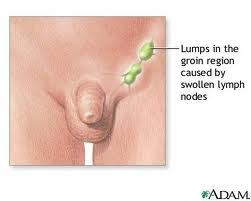 Lumps in the
groin region
caused by
swollen lymph
nodes
ADAM